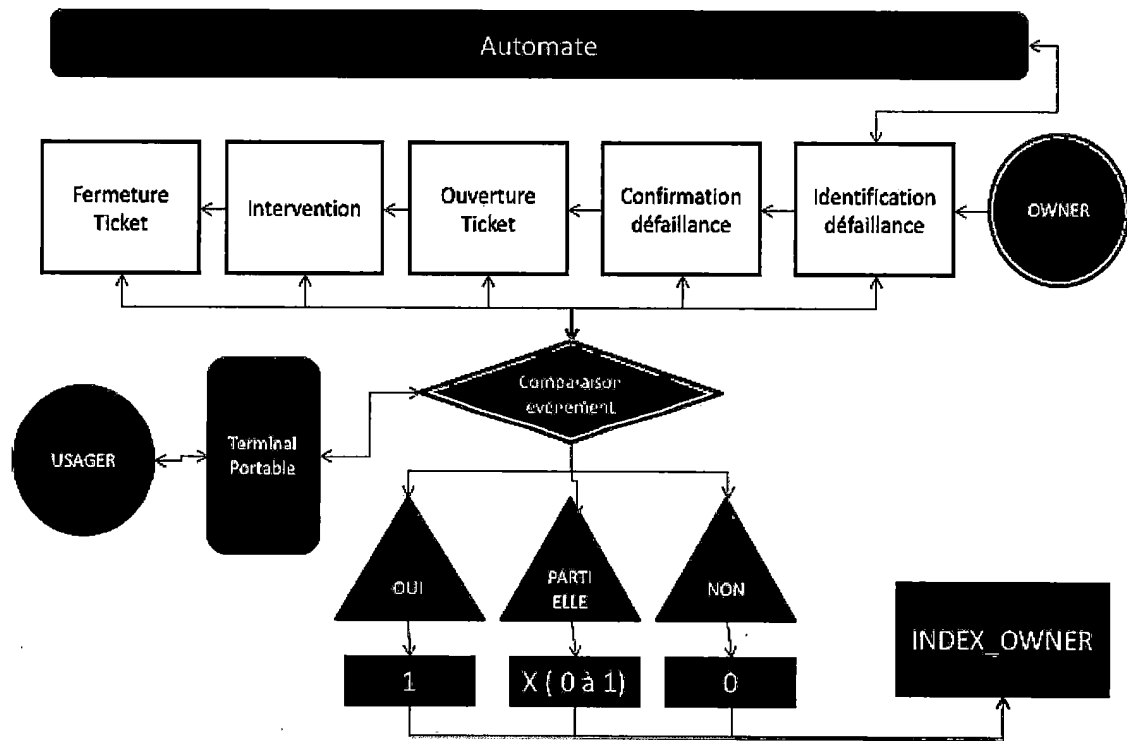 Automate
Fermeture
Ticket
Intervention
Ouverture
Ticket
Confirmation
défaillance
Identification
défaillance
OWNER
Comparaison
evénement
USAGER
Terminal
Portable
OUI
PARTI
ELLE
NON
INDEX_OWNER
1
X ( 0 à 1)
0